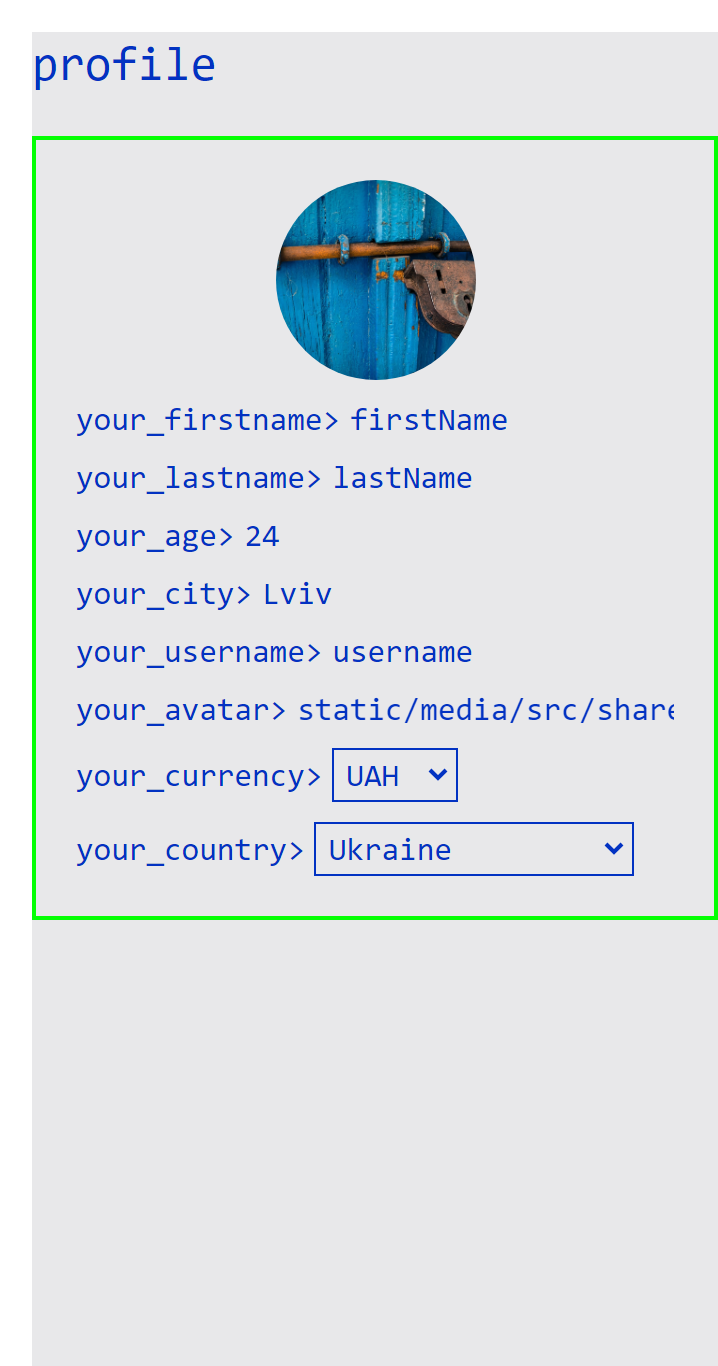 profile
your_firstname> firstName
your_lastname> lastName
your_age> 24
your_city> Lviv
your_username> username
your_avatar> static/media/src/share
your_currency> UAH
your_country> Ukraine